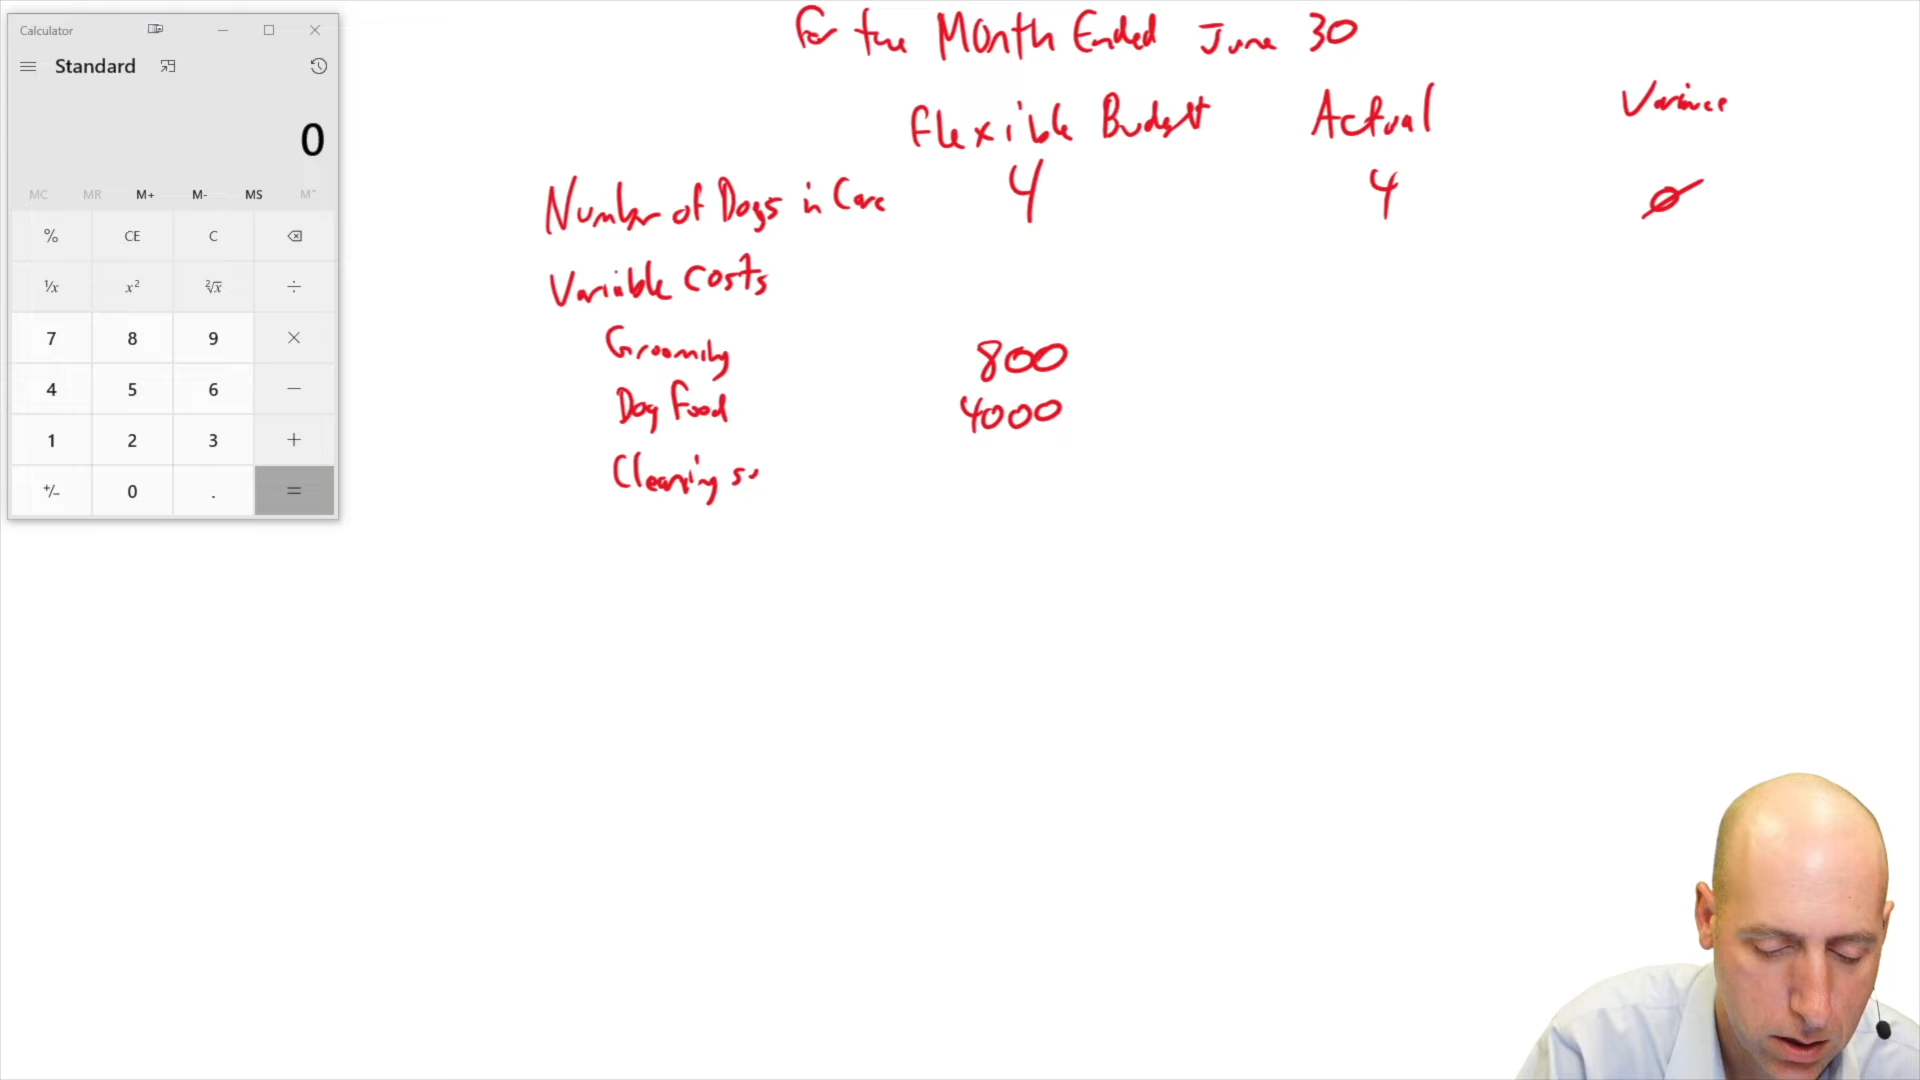 Calculator
Standard
0
MC MR M+ M- MS M˅
% CE C
¹/x x² ²√x ÷
7 8 9 ×
4 5 6 −
1 2 3 +
+/− 0 . =
For the Month Ended June 30
Flexible Budget Actual Variance
Number of Dogs in Care 4 4 Ø
Variable Costs
Grooming 800
Dog Food 4000
Cleaning su